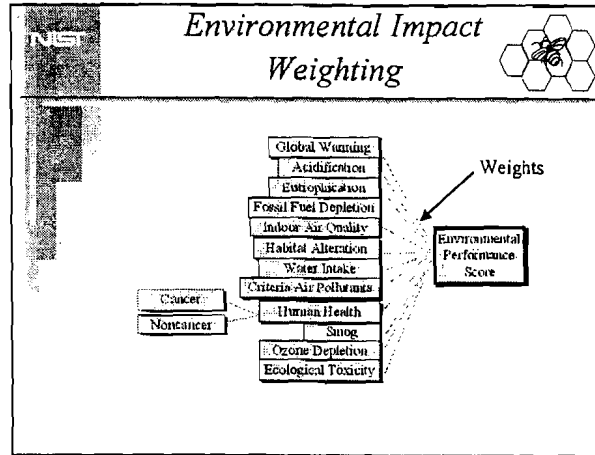 NIST
Environmental Impact
Weighting
Global Warming
Acidification
Eutrophication
Fossil Fuel Depletion
Indoor Air Quality
Habitat Alteration
Water Intake
Criteria Air Pollutants
Human Health
Smog
Ozone Depletion
Ecological Toxicity
Cancer
Noncancer
Weights
Environmental
Performance
Score